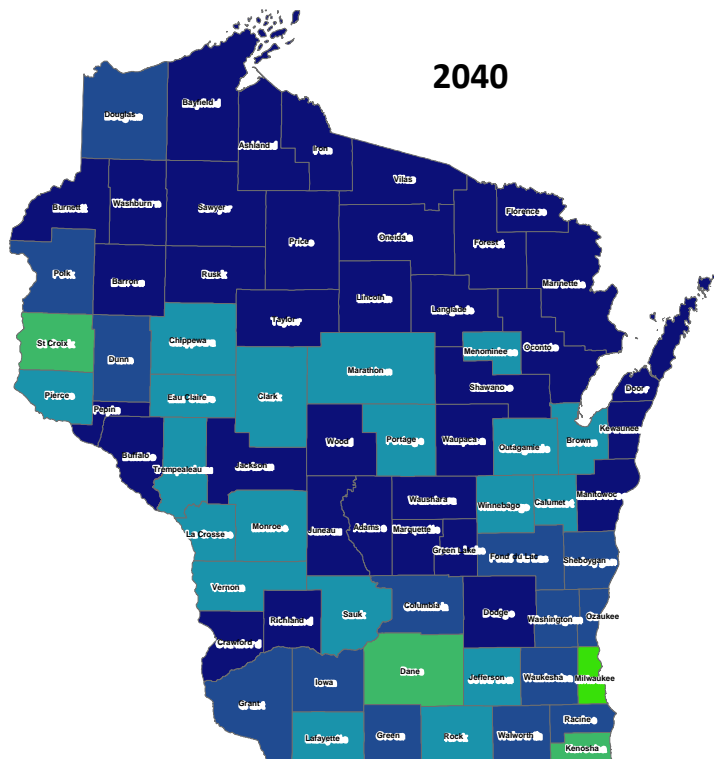 2040
Douglas
Bayfield
Ashland
Iron
Vilas
Burnett
Washburn
Sawyer
Florence
Price
Oneida
Forest
Polk
Barron
Rusk
Marinette
Lincoln
Langlade
Taylor
St Croix
Dunn
Chippewa
Menominee
Oconto
Marathon
Shawano
Door
Pierce
Eau Claire
Clark
Pepin
Kewaunee
Wood
Portage
Waupaca
Outagamie
Brown
Buffalo
Trempealeau
Jackson
Manitowoc
Waushara
Winnebago
Calumet
La Crosse
Monroe
Juneau
Adams
Marquette
Green Lake
Fond du Lac
Sheboygan
Vernon
Sauk
Columbia
Dodge
Washington
Ozaukee
Richland
Crawford
Dane
Jefferson
Waukesha
Milwaukee
Iowa
Grant
Lafayette
Green
Rock
Walworth
Racine
Kenosha